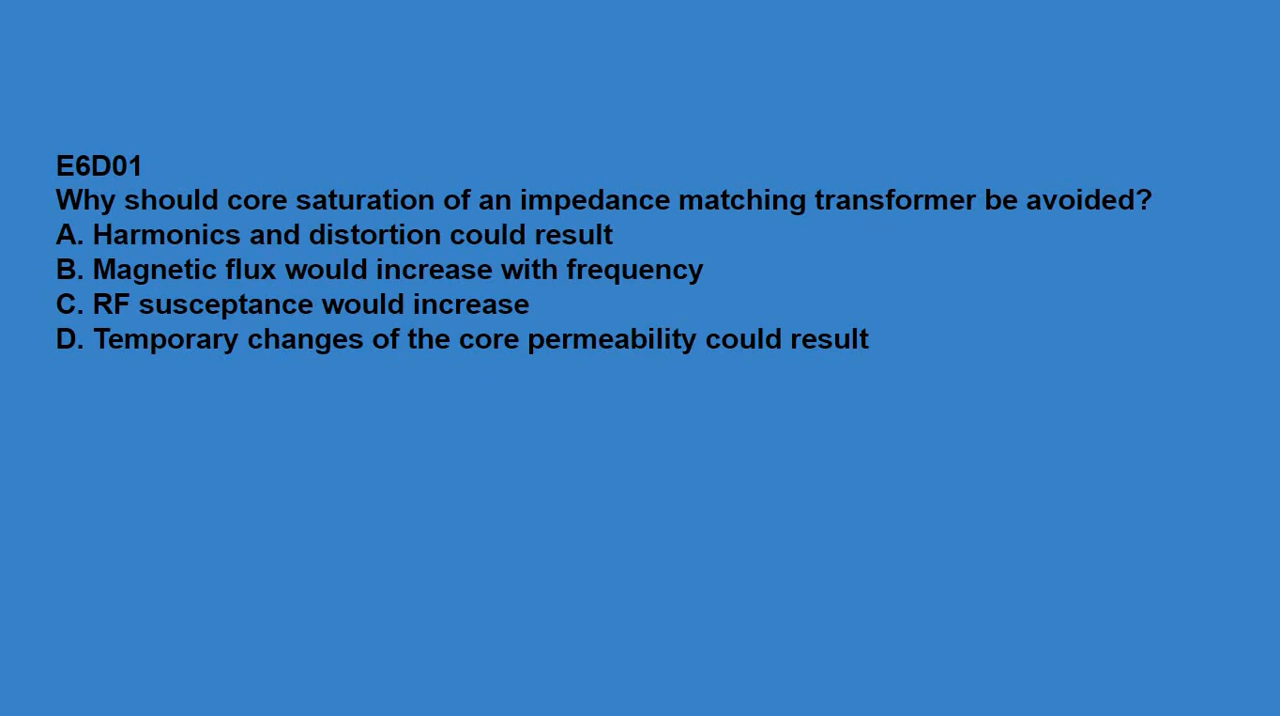 E6D01
Why should core saturation of an impedance matching transformer be avoided?
A. Harmonics and distortion could result
B. Magnetic flux would increase with frequency
C. RF susceptance would increase
D. Temporary changes of the core permeability could result